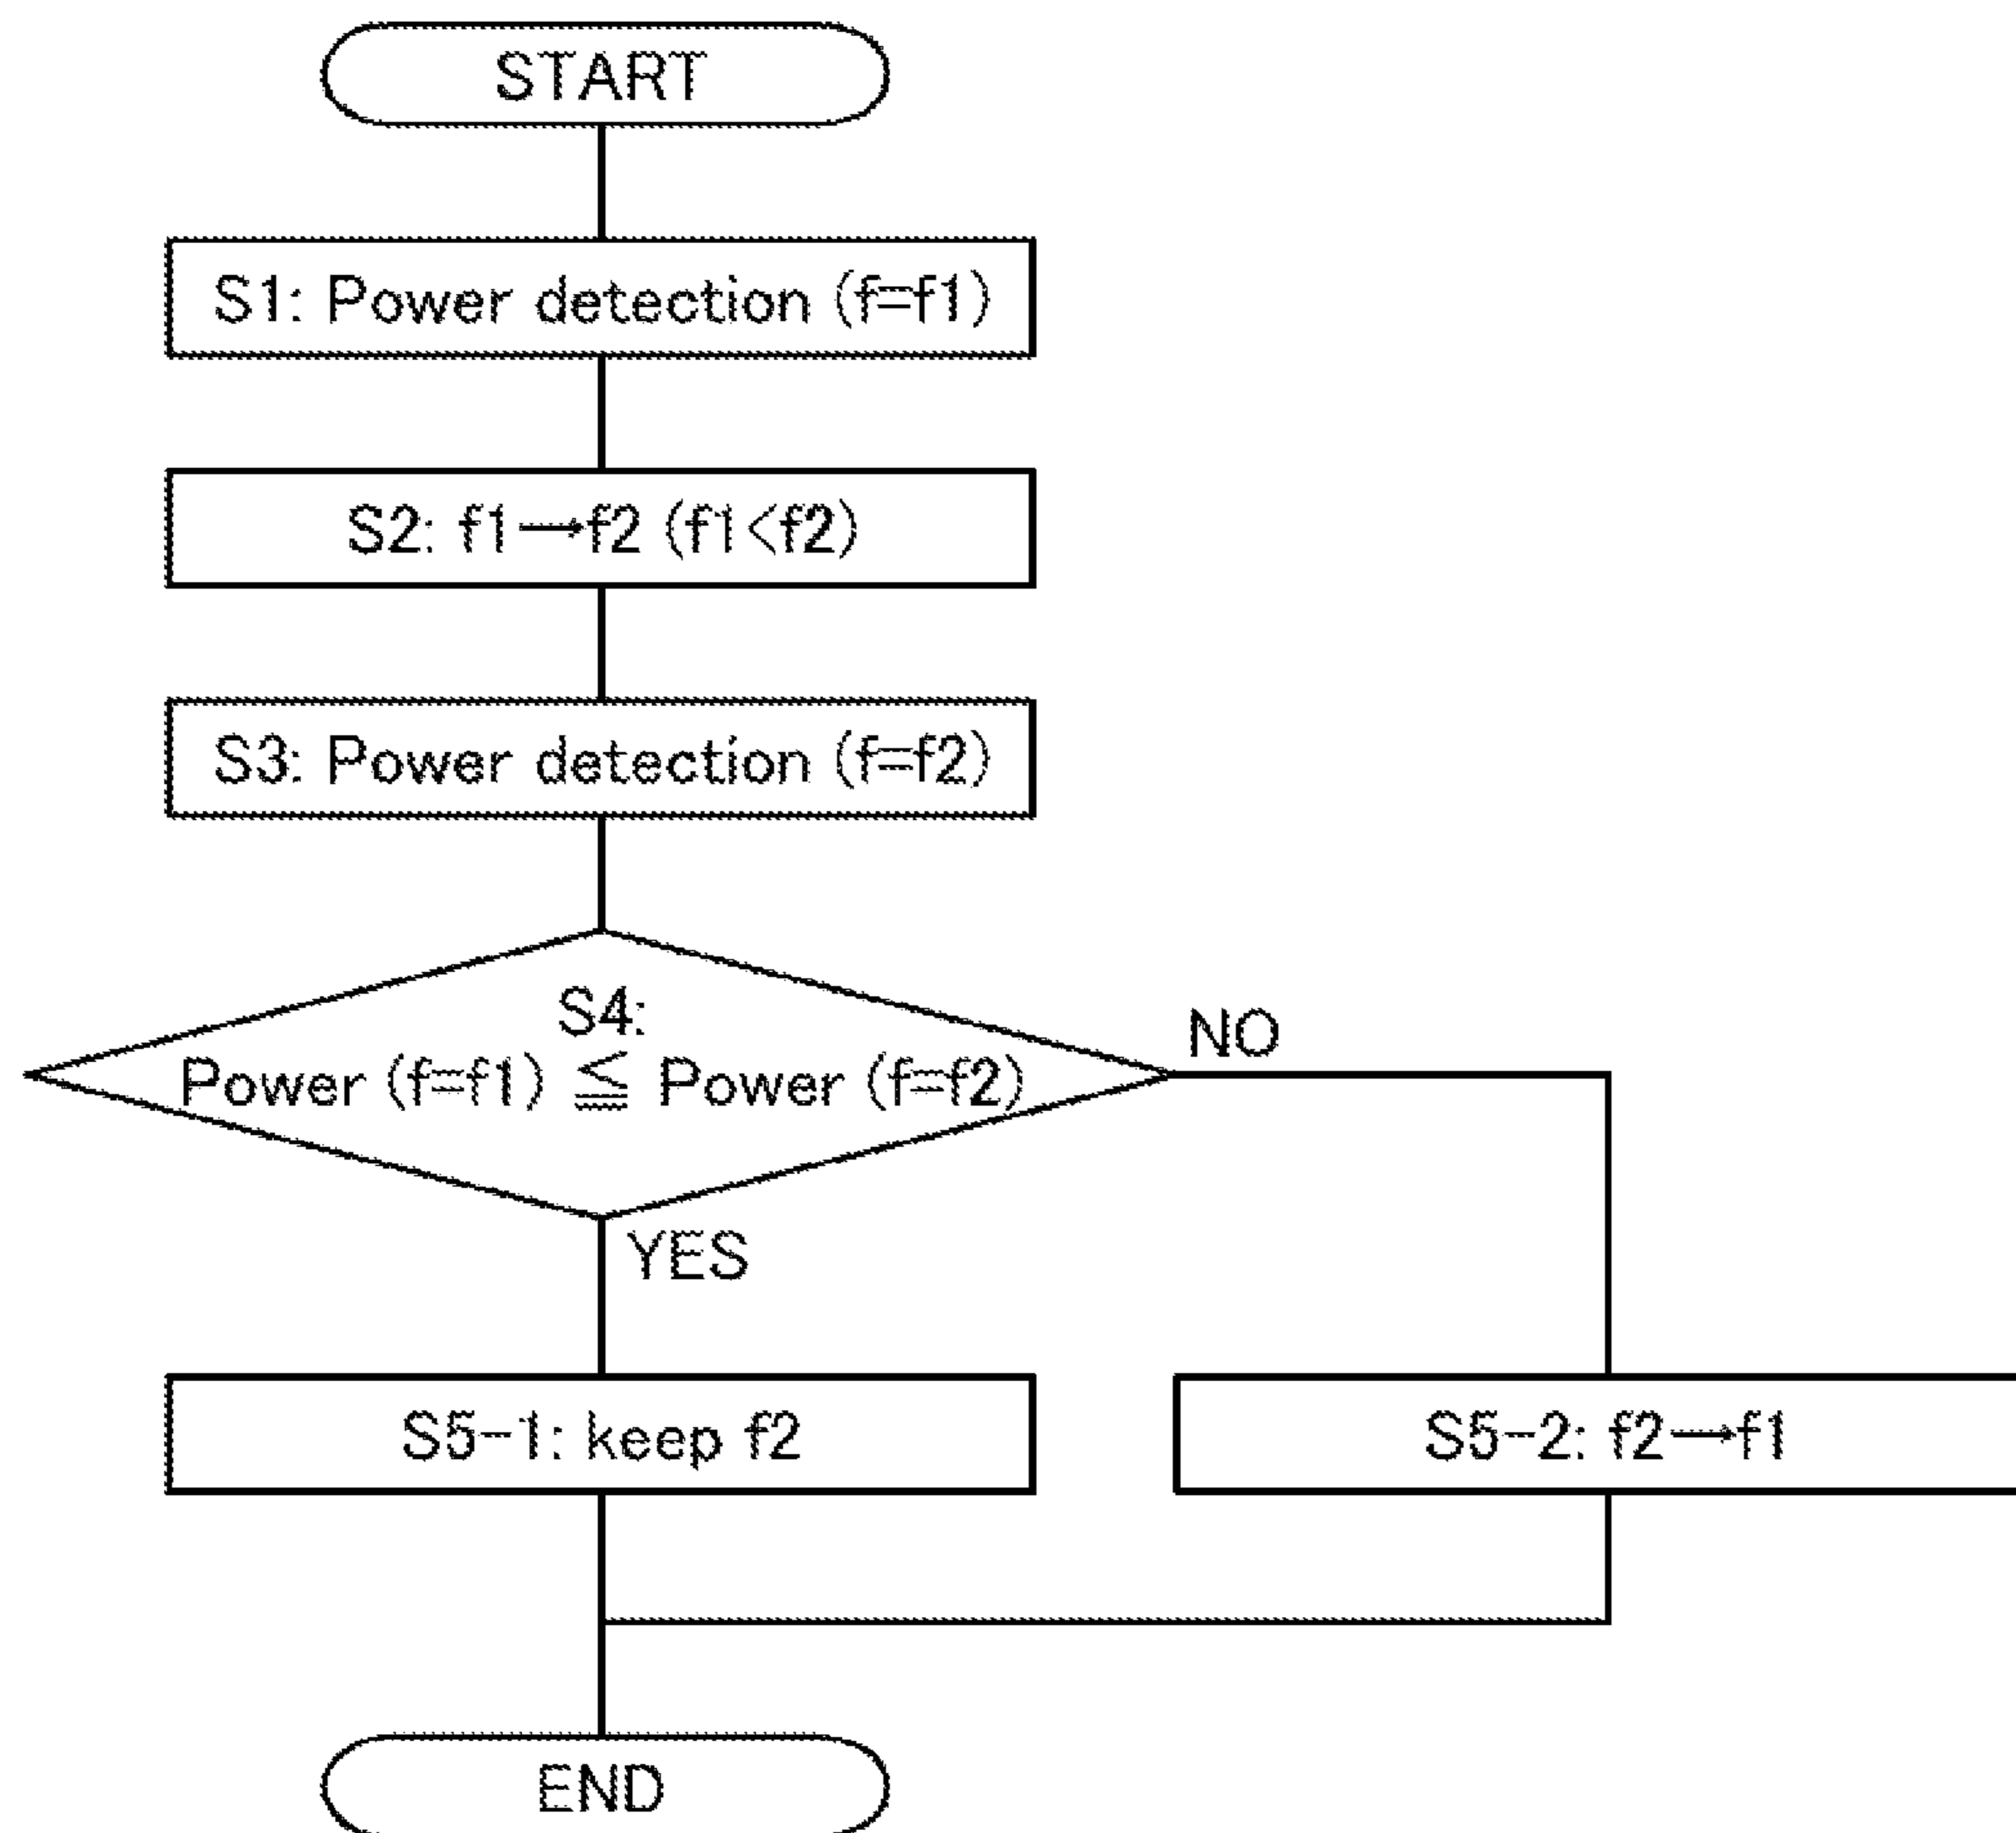 START
S1: Power detection (f=f1)
S2: f1→f2 (f1<f2)
S3: Power detection (f=f2)
S4:
Power (f=f1) ≦ Power (f=f2)
NO
YES
S5-1: keep f2
S5-2: f2→f1
END